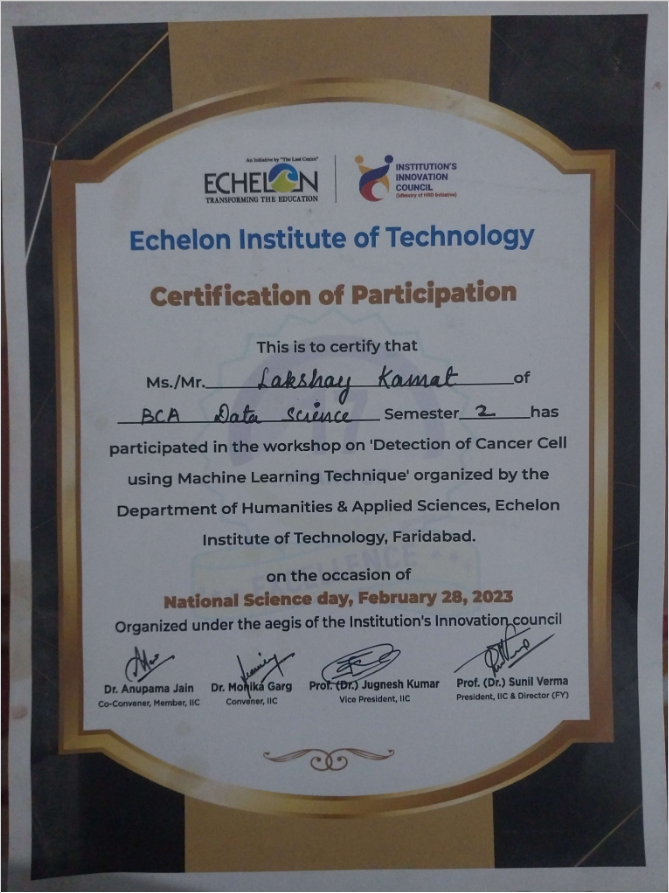 An Initiative by "The Last Centre"
ECHELON
TRANSFORMING THE EDUCATION
INSTITUTION'S
INNOVATION
COUNCIL
(Ministry of HRD Initiative)
Echelon Institute of Technology
Certification of Participation
This is to certify that
Ms./Mr. Lakshay Kamat of
BCA Data Science Semester 2 has
participated in the workshop on 'Detection of Cancer Cell
using Machine Learning Technique' organized by the
Department of Humanities & Applied Sciences, Echelon
Institute of Technology, Faridabad.
EXCELLENCE
on the occasion of
National Science day, February 28, 2023
Organized under the aegis of the Institution's Innovation council
Dr. Anupama Jain Dr. Monika Garg Prof. (Dr.) Jugnesh Kumar Prof. (Dr.) Sunil Verma
Co-Convener, Member, IIC Convener, IIC Vice President, IIC President, IIC & Director (FY)